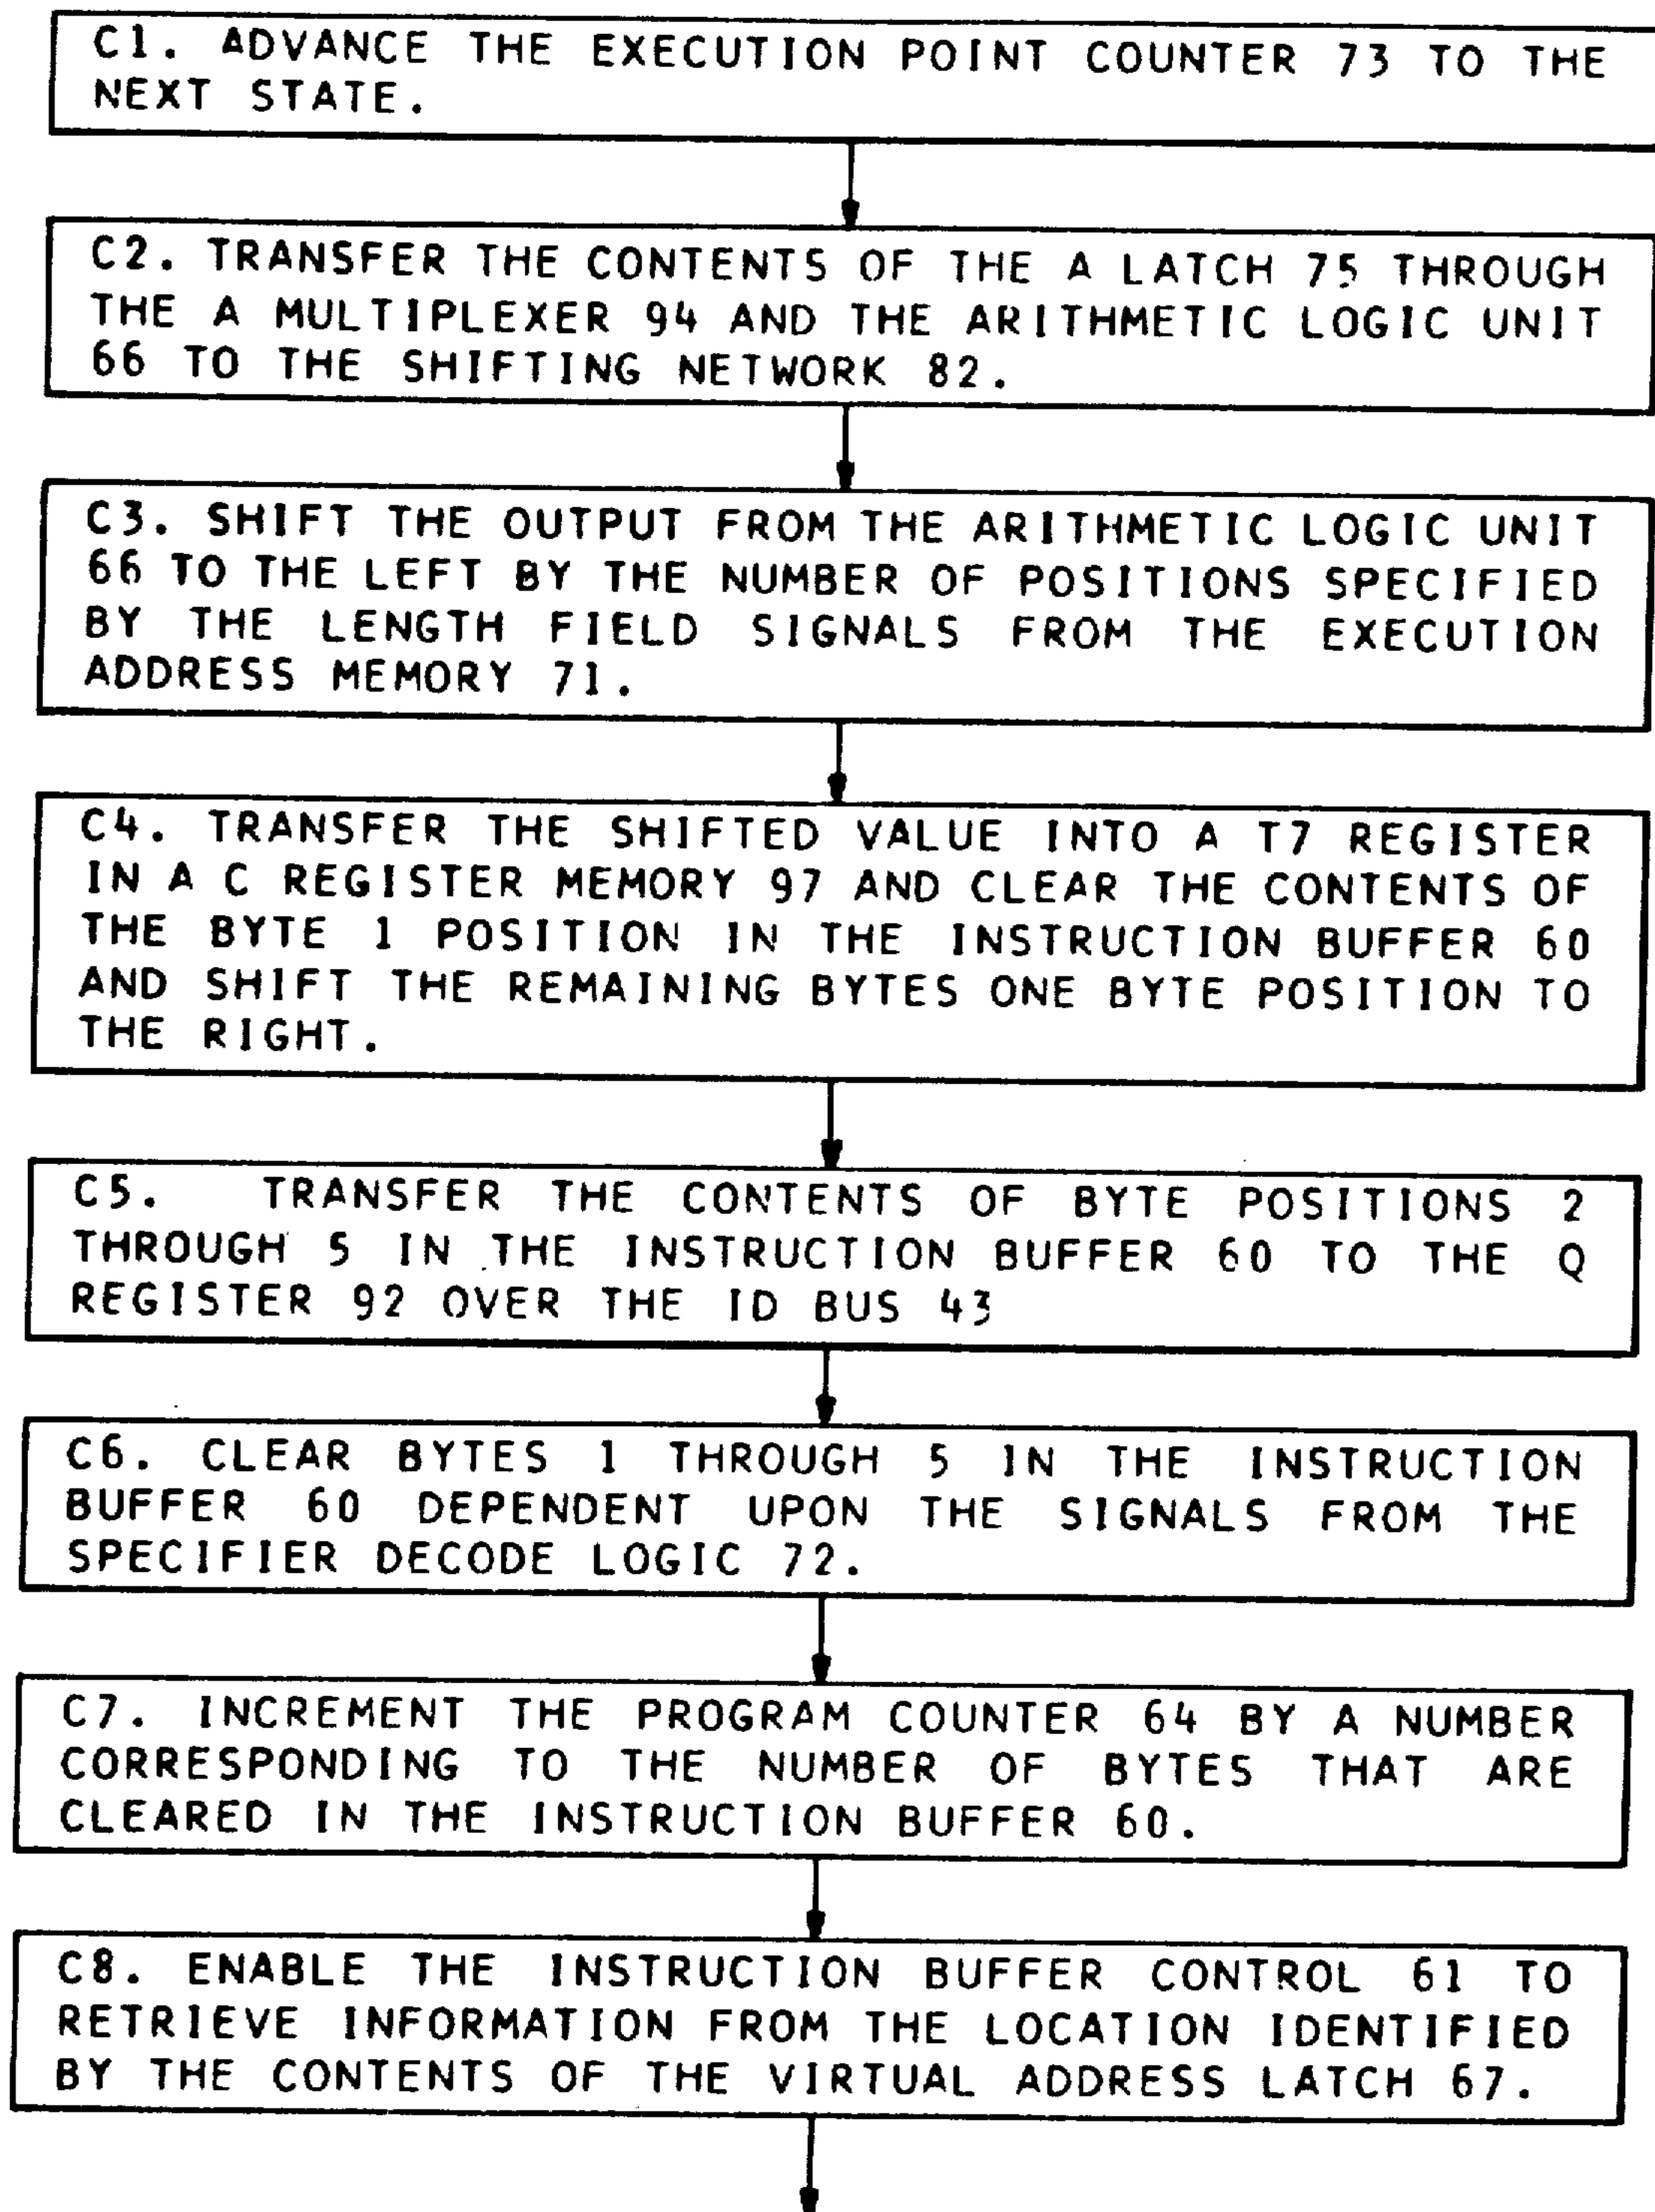 C1. ADVANCE THE EXECUTION POINT COUNTER 73 TO THE
NEXT STATE.
C2. TRANSFER THE CONTENTS OF THE A LATCH 75 THROUGH
THE A MULTIPLEXER 94 AND THE ARITHMETIC LOGIC UNIT
66 TO THE SHIFTING NETWORK 82.
C3. SHIFT THE OUTPUT FROM THE ARITHMETIC LOGIC UNIT
66 TO THE LEFT BY THE NUMBER OF POSITIONS SPECIFIED
BY THE LENGTH FIELD SIGNALS FROM THE EXECUTION
ADDRESS MEMORY 71.
C4. TRANSFER THE SHIFTED VALUE INTO A T7 REGISTER
IN A C REGISTER MEMORY 97 AND CLEAR THE CONTENTS OF
THE BYTE 1 POSITION IN THE INSTRUCTION BUFFER 60
AND SHIFT THE REMAINING BYTES ONE BYTE POSITION TO
THE RIGHT.
C5. TRANSFER THE CONTENTS OF BYTE POSITIONS 2
THROUGH 5 IN THE INSTRUCTION BUFFER 60 TO THE Q
REGISTER 92 OVER THE ID BUS 43
C6. CLEAR BYTES 1 THROUGH 5 IN THE INSTRUCTION
BUFFER 60 DEPENDENT UPON THE SIGNALS FROM THE
SPECIFIER DECODE LOGIC 72.
C7. INCREMENT THE PROGRAM COUNTER 64 BY A NUMBER
CORRESPONDING TO THE NUMBER OF BYTES THAT ARE
CLEARED IN THE INSTRUCTION BUFFER 60.
C8. ENABLE THE INSTRUCTION BUFFER CONTROL 61 TO
RETRIEVE INFORMATION FROM THE LOCATION IDENTIFIED
BY THE CONTENTS OF THE VIRTUAL ADDRESS LATCH 67.